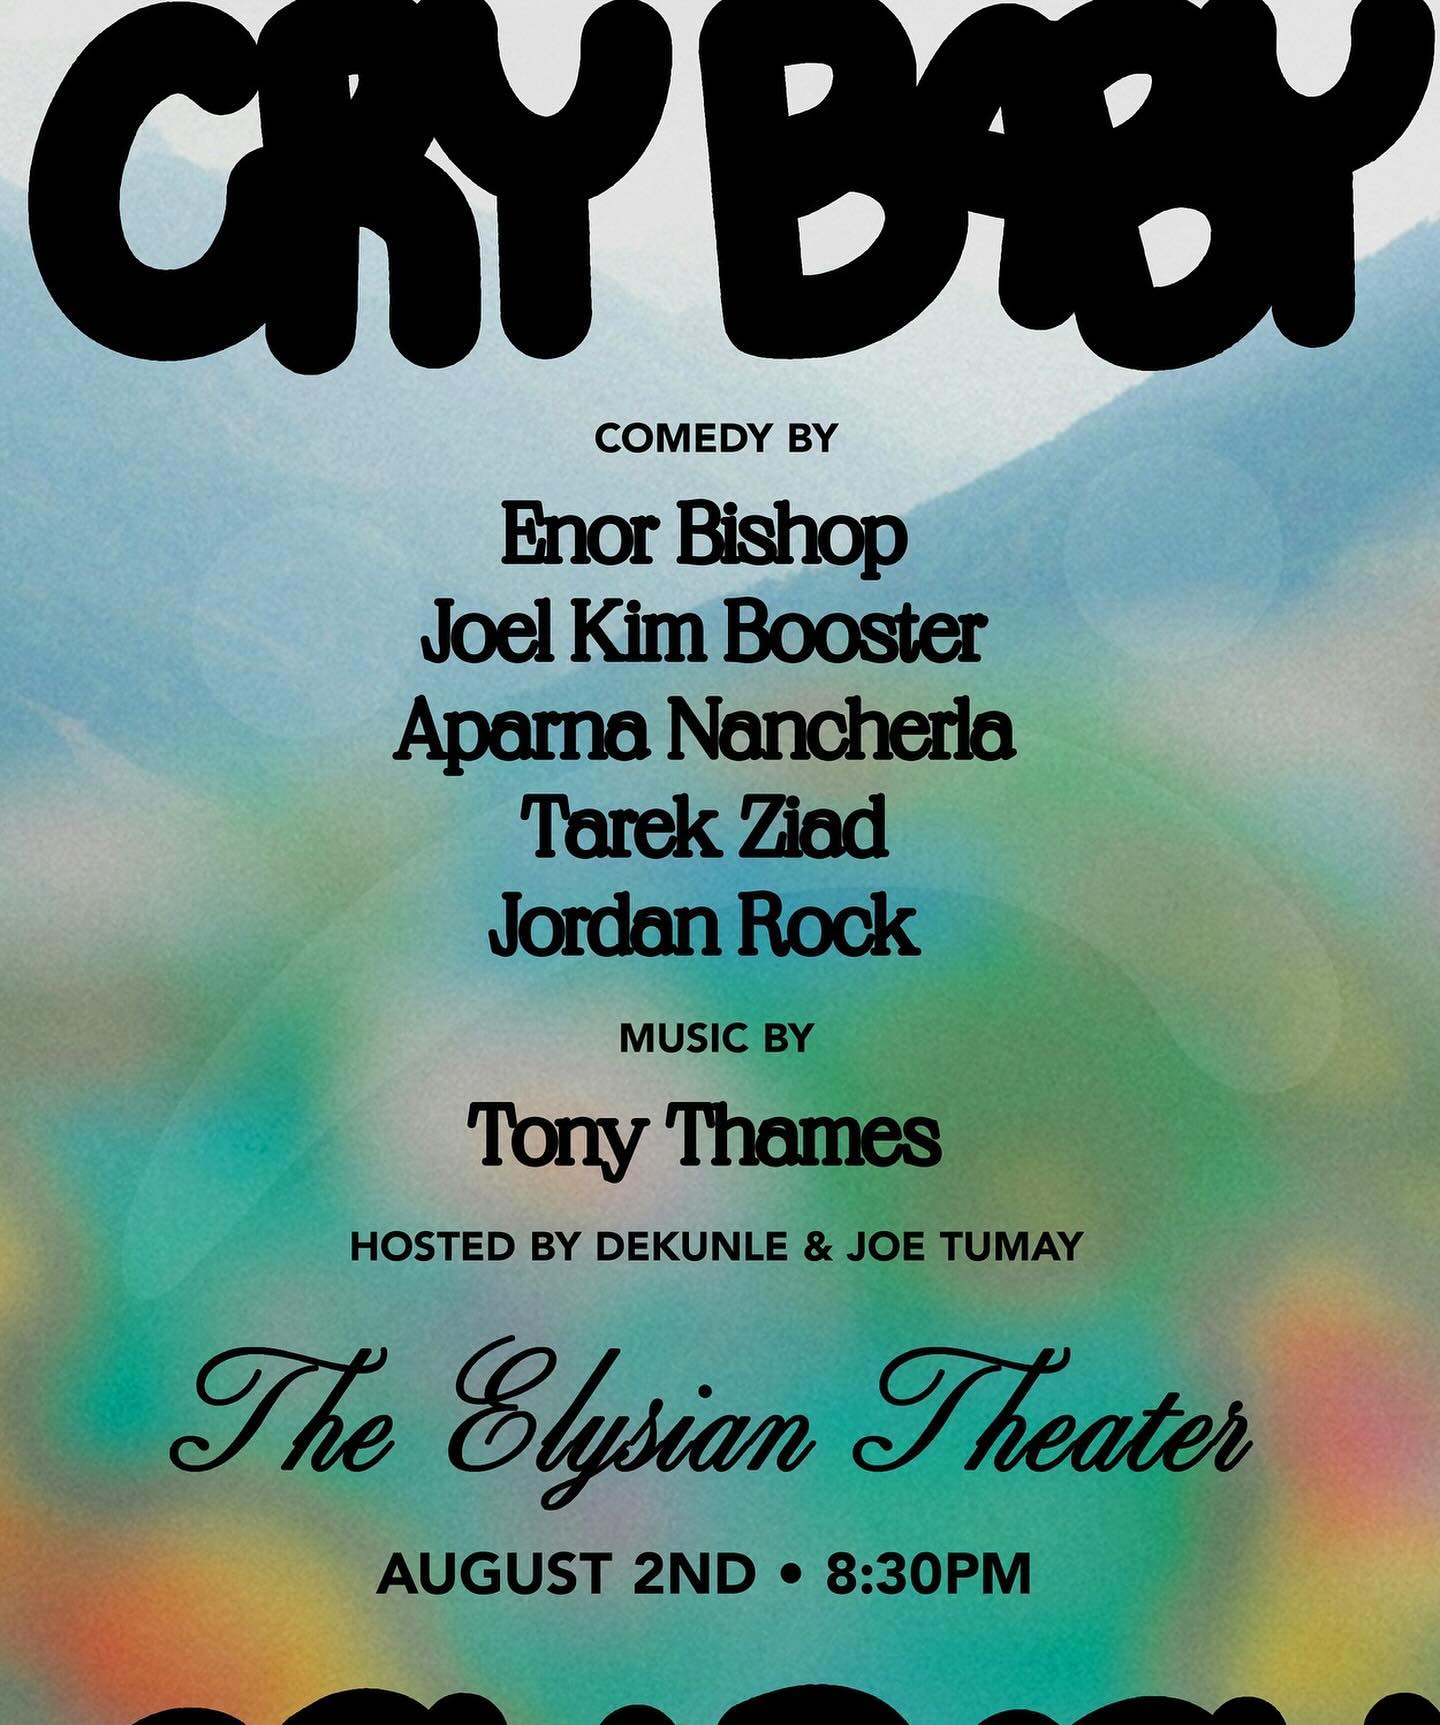 CRY BABY
COMEDY BY
Enor Bishop
Joel Kim Booster
Aparna Nancherla
Tarek Ziad
Jordan Rock
MUSIC BY
Tony Thames
HOSTED BY DEKUNLE & JOE TUMAY
The Elysian Theater
AUGUST 2ND • 8:30PM